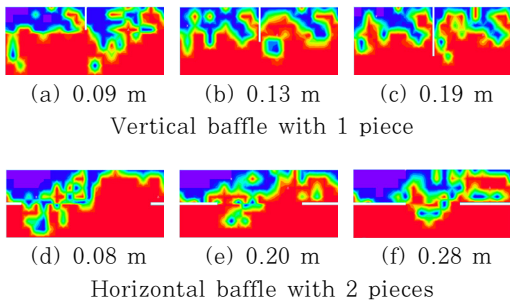 (a) 0.09 m (b) 0.13 m (c) 0.19 m
Vertical baffle with 1 piece
(d) 0.08 m (e) 0.20 m (f) 0.28 m
Horizontal baffle with 2 pieces